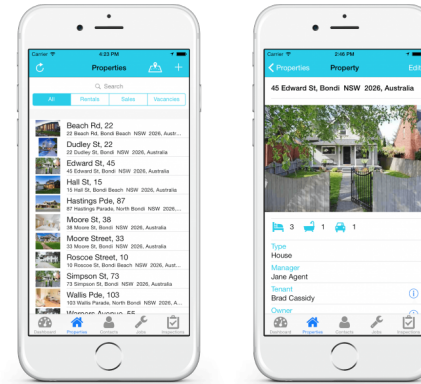 Carrier 4:23 PM
Properties
Search
All Rentals Sales Vacancies
Beach Rd, 22
22 Beach Rd, Bondi Beach NSW 2026, Austr...
Dudley St, 22
22 Dudley St, Bondi NSW 2026, Australia
Edward St, 45
45 Edward St, Bondi NSW 2026, Australia
Hall St, 15
15 Hall St, Bondi Beach NSW 2026, Australia
Hastings Pde, 87
87 Hastings Parade, North Bondi NSW 2026,...
Moore St, 38
38 Moore St, Bondi NSW 2026, Australia
Moore Street, 33
33 Moore St, Bondi NSW 2026, Australia
Roscoe Street, 10
10 Roscoe St, Bondi Beach NSW 2026, Aust...
Simpson St, 73
73 Simpson St, Bondi NSW 2026, Australia
Wallis Pde, 103
103 Wallis Parade, North Bondi NSW 2026, A...
Dashboard Properties Contacts Jobs Inspections
Carrier 2:46 PM
Properties Property Edit
45 Edward St, Bondi NSW 2026, Australia
3 1 1
Type
House
Manager
Jane Agent
Tenant
Brad Cassidy
Owner
Dashboard Properties Contacts Jobs Inspections